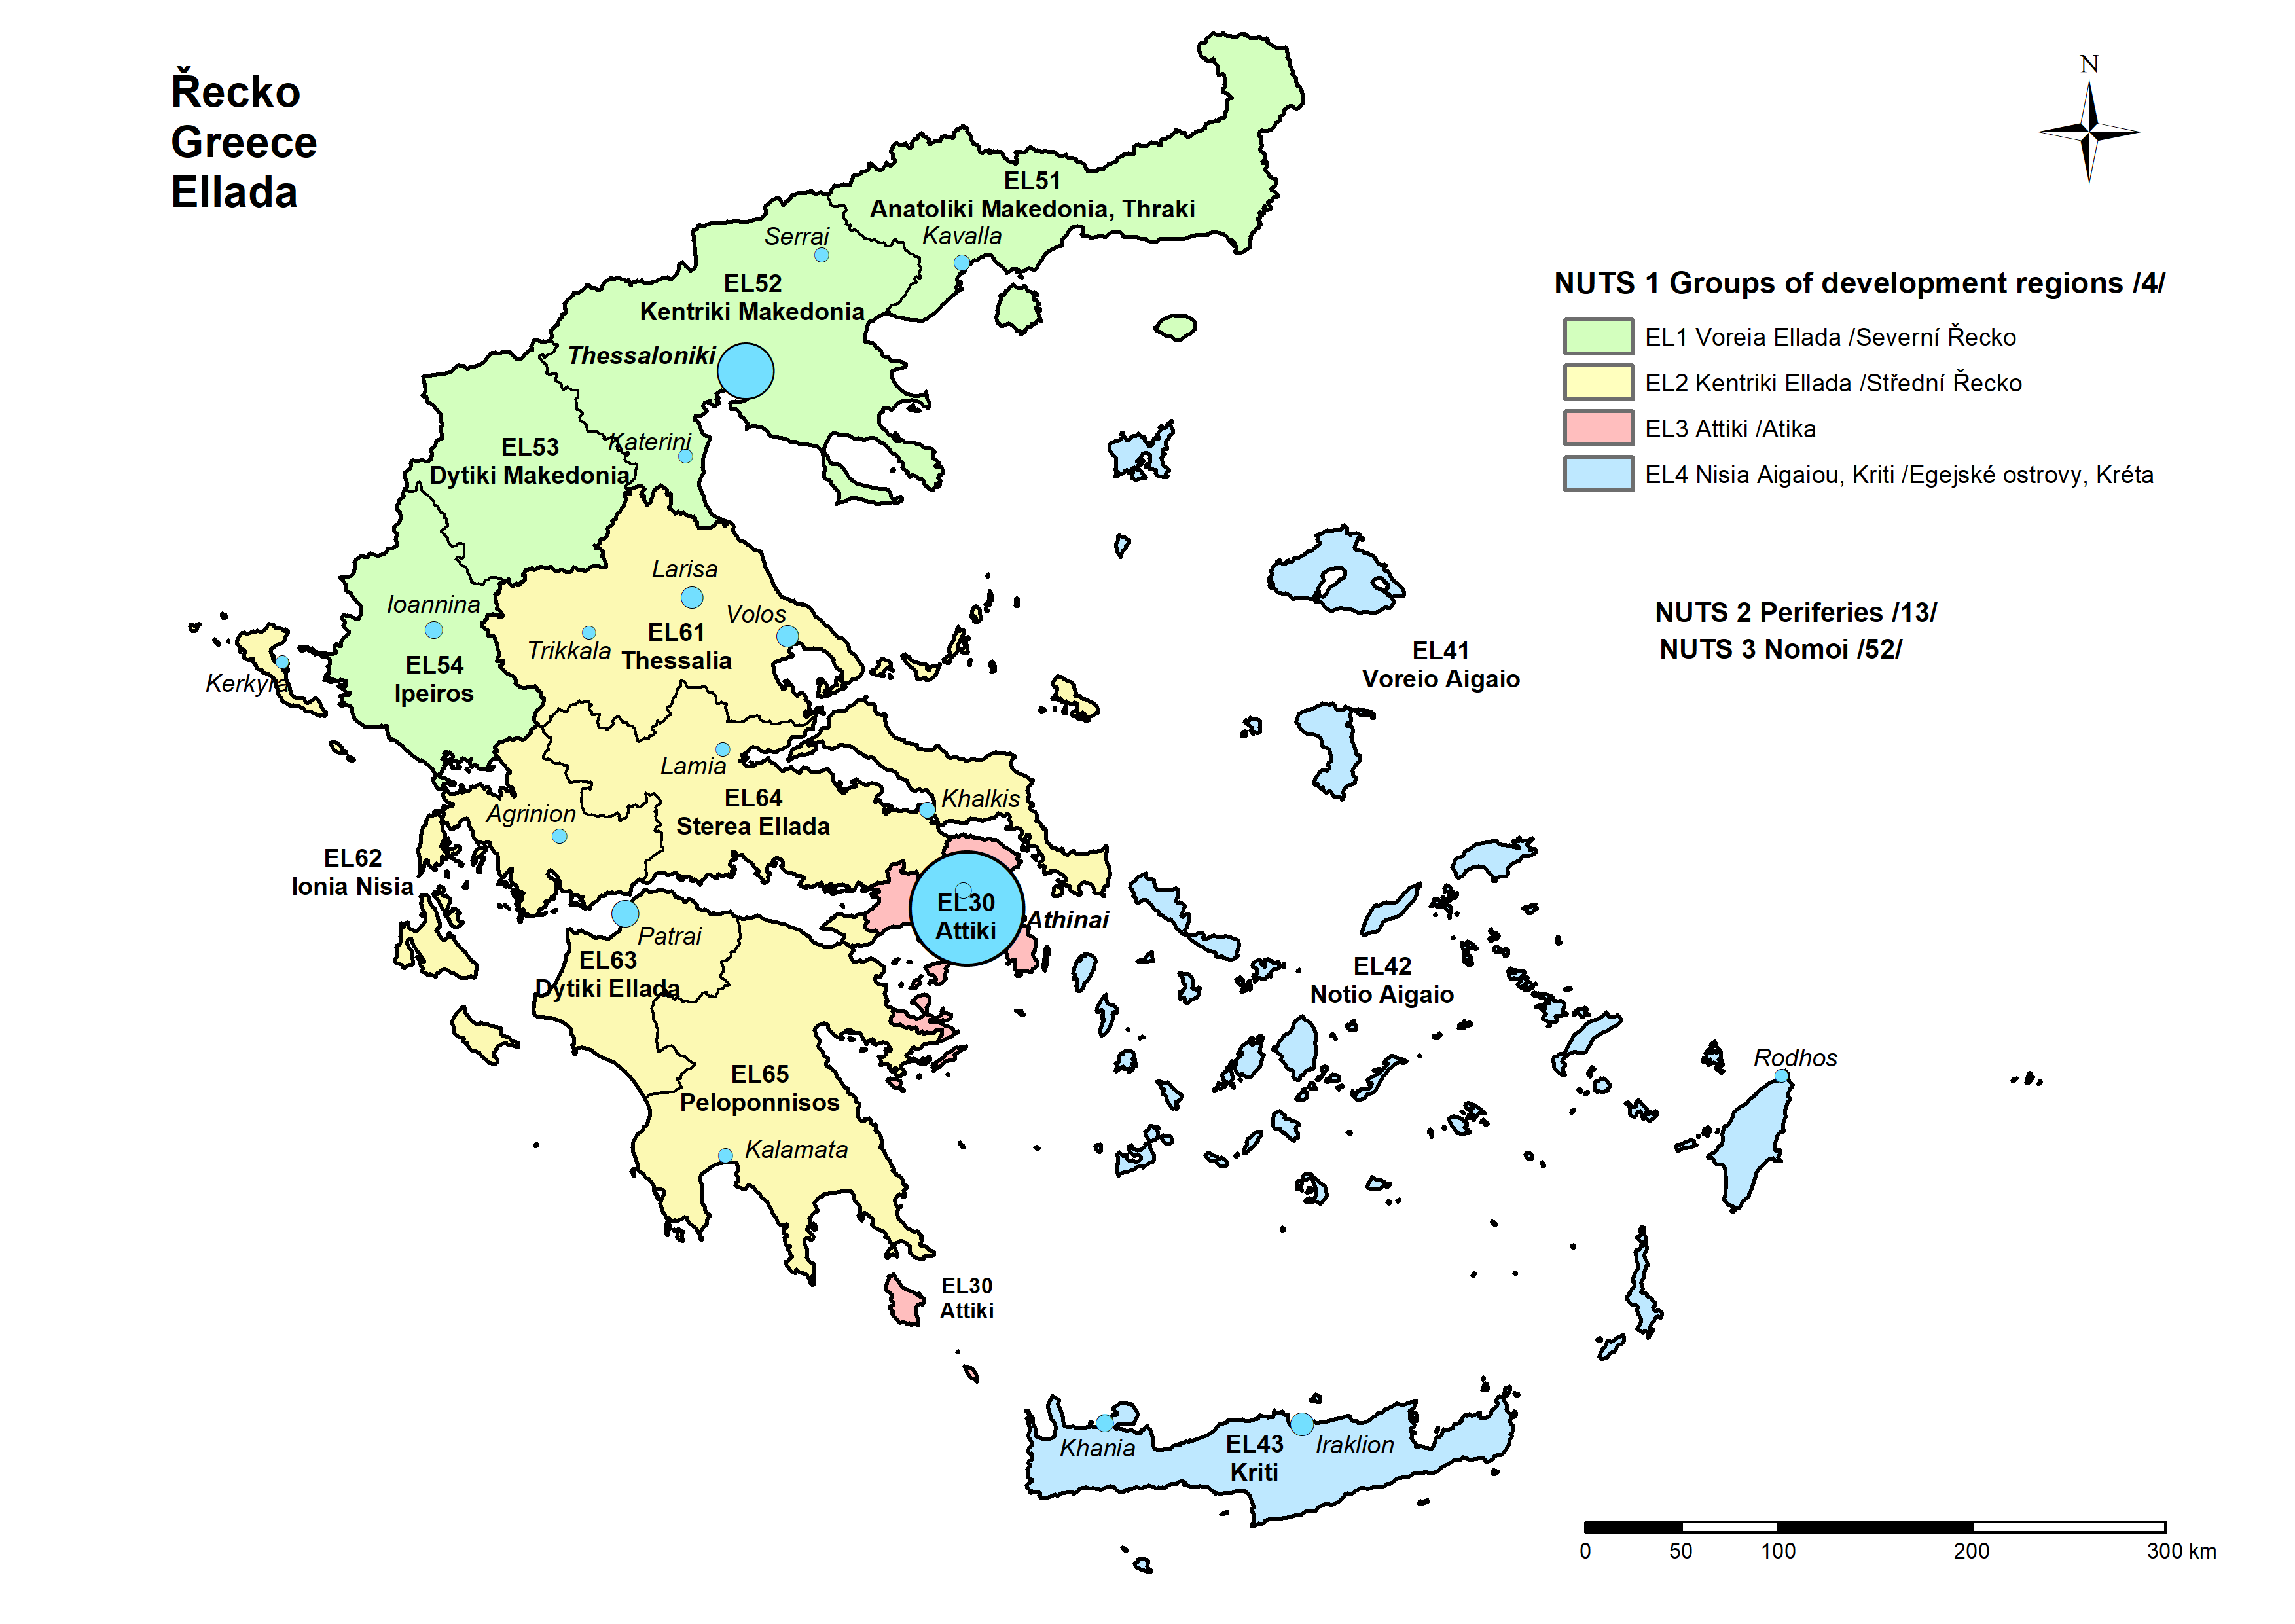 Řecko
Greece
Ellada
N
EL51
Anatoliki Makedonia, Thraki
Serrai
Kavalla
EL52
Kentriki Makedonia
Thessaloniki
NUTS 1 Groups of development regions /4/
EL1 Voreia Ellada /Severní Řecko
EL2 Kentriki Ellada /Střední Řecko
EL3 Attiki /Atika
EL4 Nisia Aigaiou, Kriti /Egejské ostrovy, Kréta
NUTS 2 Periferies /13/
NUTS 3 Nomoi /52/
Katerini
EL53
Dytiki Makedonia
Larisa
Ioannina
Volos
Trikkala
EL61
Thessalia
EL54
Ipeiros
Kerkyra
EL41
Voreio Aigaio
Lamia
EL64
Sterea Ellada
Khalkis
Agrinion
EL62
Ionia Nisia
EL30
Attiki
Athinai
Patrai
EL63
Dytiki Ellada
EL42
Notio Aigaio
Rodhos
EL65
Peloponnisos
Kalamata
EL30
Attiki
Khania
EL43
Kriti
Iraklion
0 50 100 200 300 km